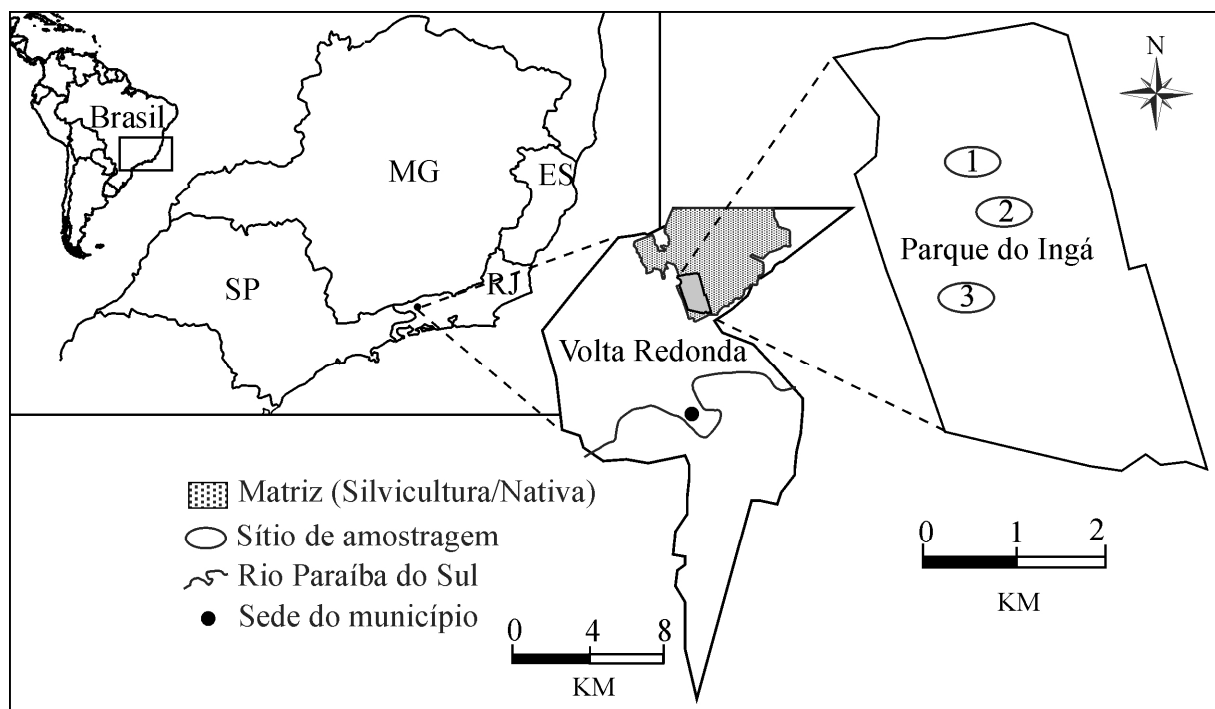 Brasil
MG
ES
SP
RJ
N
1
2
Parque do Ingá
3
Volta Redonda
Matriz (Silvicultura/Nativa)
Sítio de amostragem
Rio Paraíba do Sul
Sede do município
0 4 8
KM
0 1 2
KM